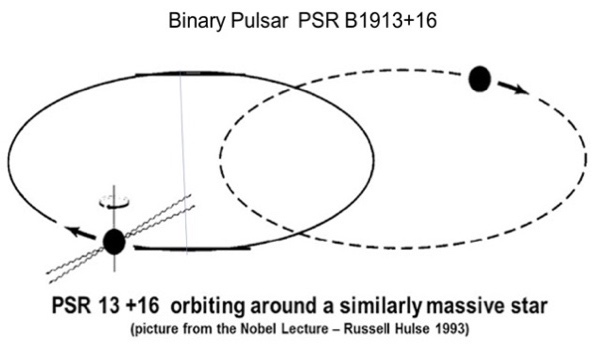 Binary Pulsar PSR B1913+16
PSR 13 +16 orbiting around a similarly massive star
(picture from the Nobel Lecture – Russell Hulse 1993)